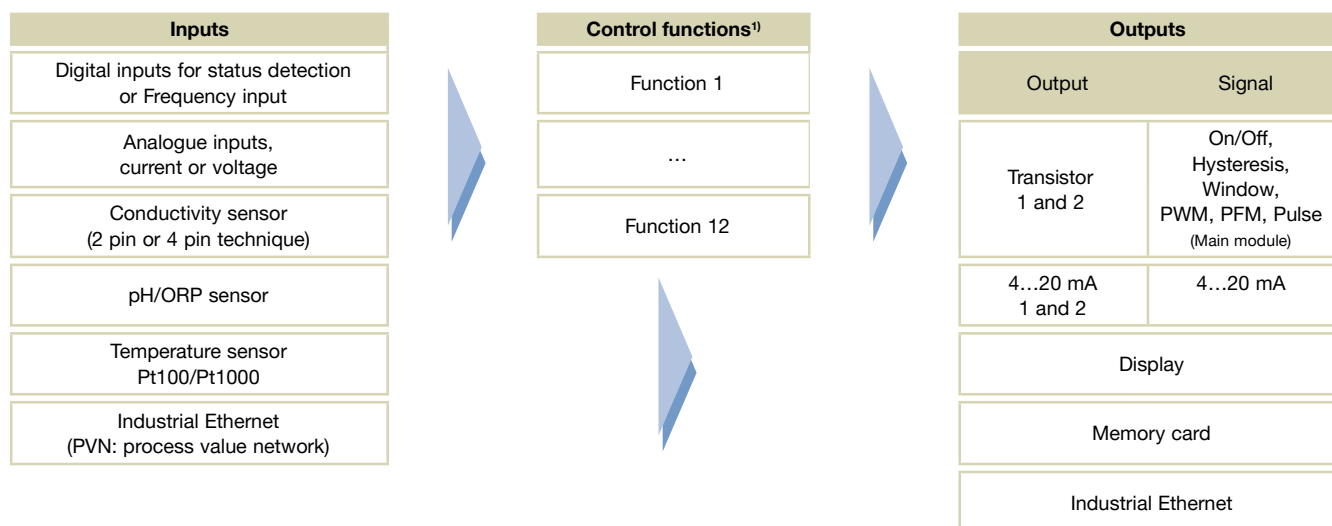 Inputs
Digital inputs for status detection
or Frequency input
Analogue inputs,
current or voltage
Conductivity sensor
(2 pin or 4 pin technique)
pH/ORP sensor
Temperature sensor
Pt100/Pt1000
Industrial Ethernet
(PVN: process value network)
Control functions¹⁾
Function 1
...
Function 12
Outputs
Output Signal
Transistor
1 and 2
On/Off,
Hysteresis,
Window,
PWM, PFM, Pulse
(Main module)
4...20 mA
1 and 2
4...20 mA
Display
Memory card
Industrial Ethernet